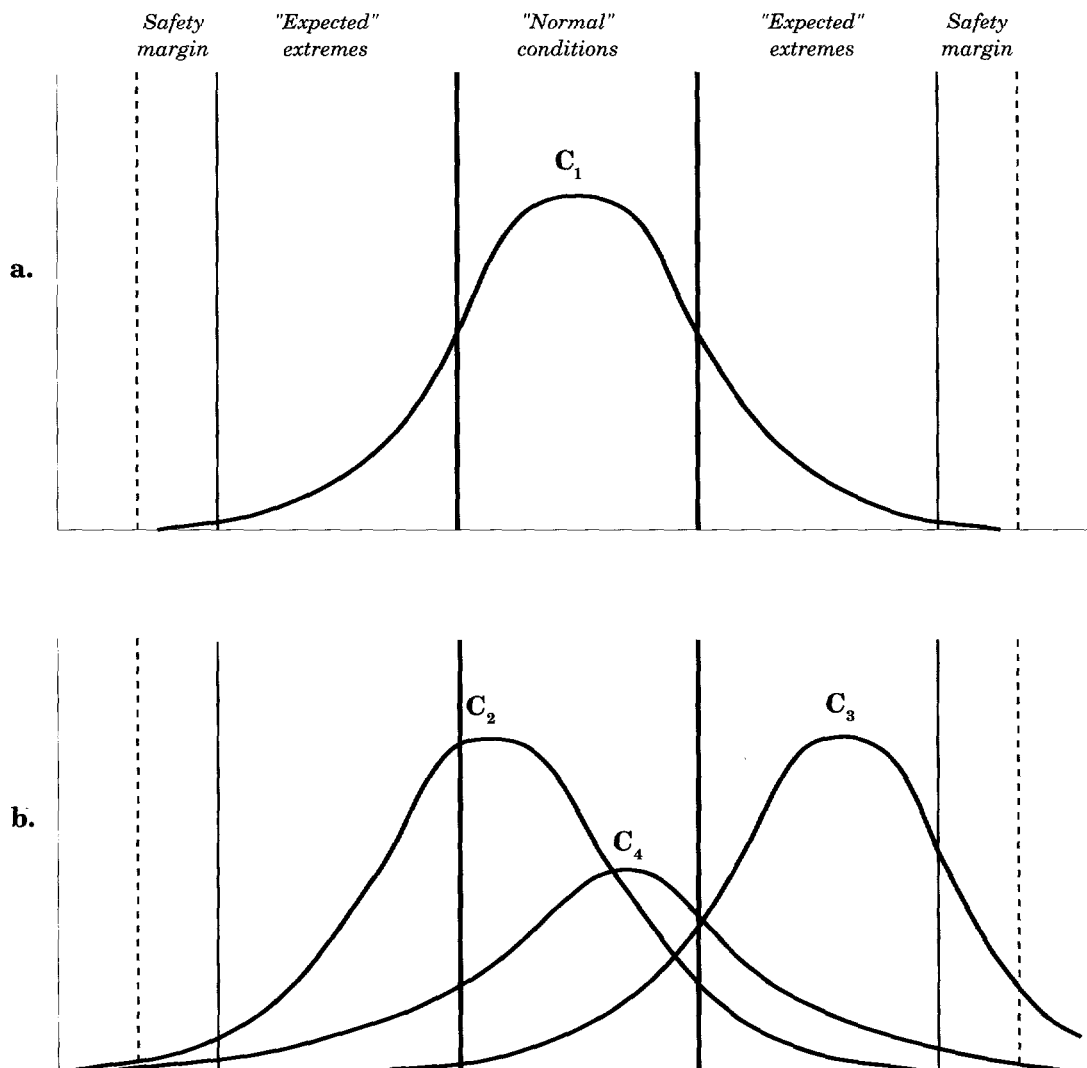 Safety "Expected" "Normal" "Expected" Safety
margin extremes conditions extremes margin
C₁
a.
C₂ C₃
b.
C₄